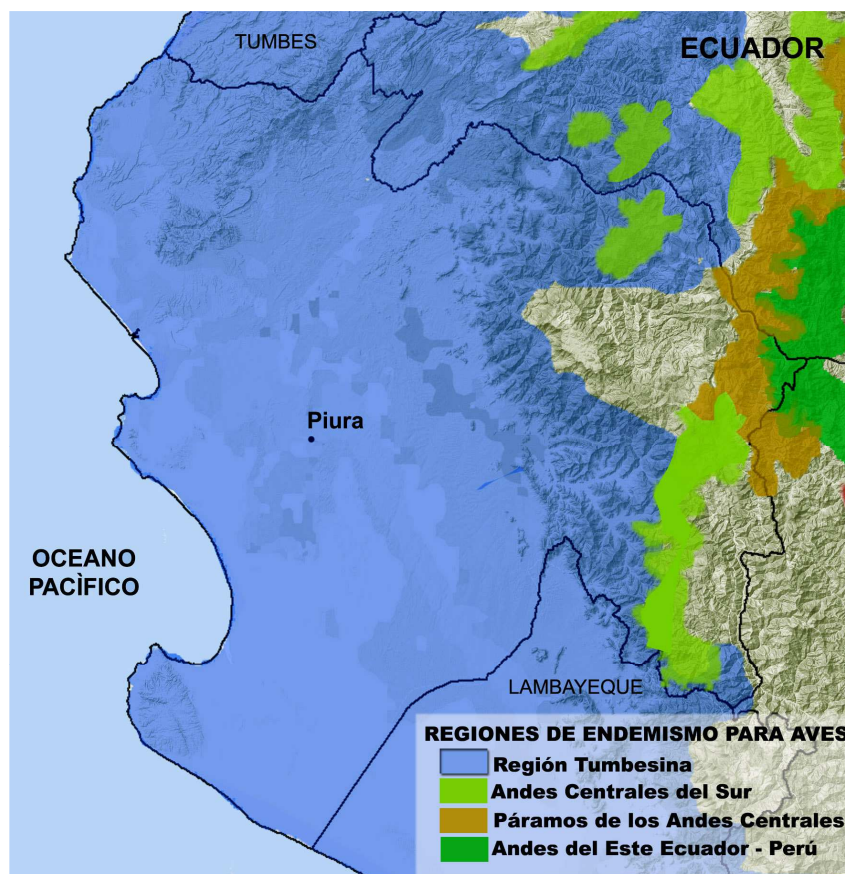 TUMBES
ECUADOR
Piura
OCEANO
PACÌFICO
LAMBAYEQUE
REGIONES DE ENDEMISMO PARA AVES
Región Tumbesina
Andes Centrales del Sur
Páramos de los Andes Centrales
Andes del Este Ecuador - Perú